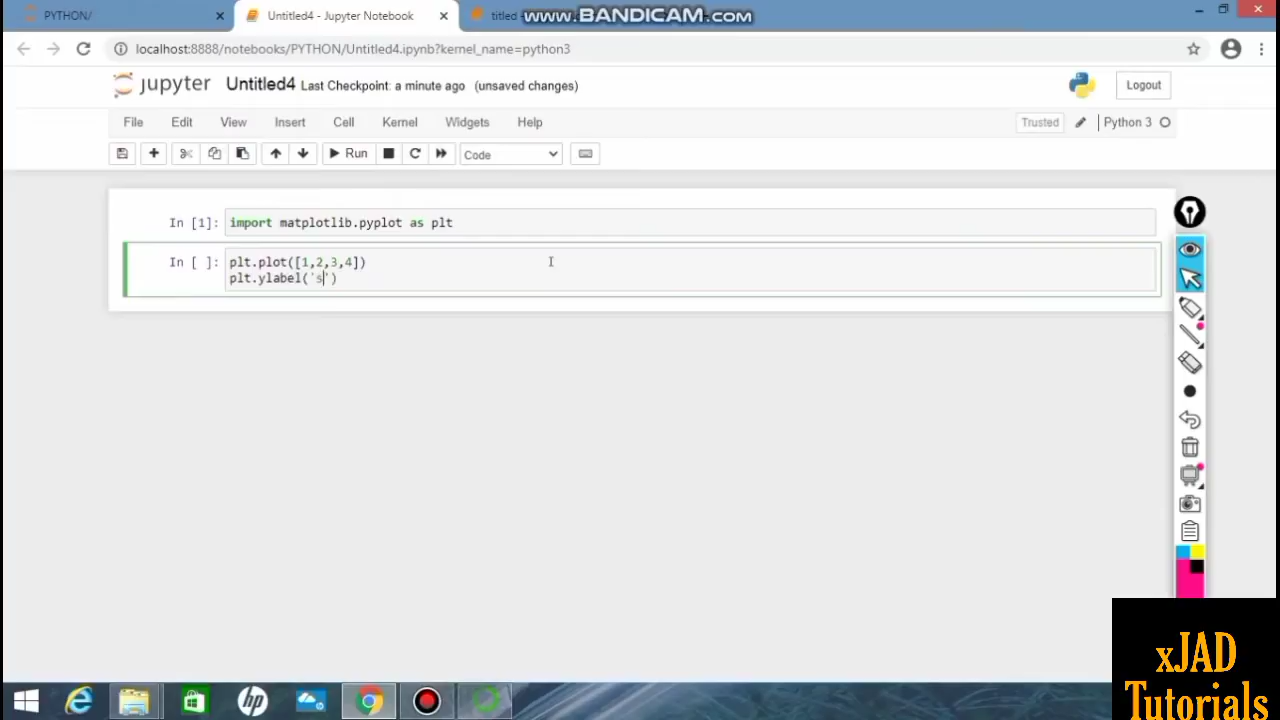 PYTHON/
Untitled4 - Jupyter Notebook
titled
www.BANDICAM.com
localhost:8888/notebooks/PYTHON/Untitled4.ipynb?kernel_name=python3
jupyter Untitled4 Last Checkpoint: a minute ago (unsaved changes)
Logout
File Edit View Insert Cell Kernel Widgets Help
Trusted
Python 3
Run
Code
In [1]: import matplotlib.pyplot as plt
In [ ]: plt.plot([1,2,3,4])
plt.ylabel('s')
hp
xJAD
Tutorials